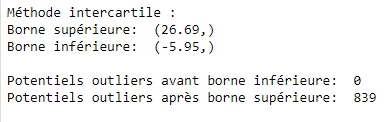 Méthode intercartile :
Borne supérieure:  (26.69,)
Borne inférieure:  (-5.95,)
Potentiels outliers avant borne inférieure:  0
Potentiels outliers après borne supérieure:  839